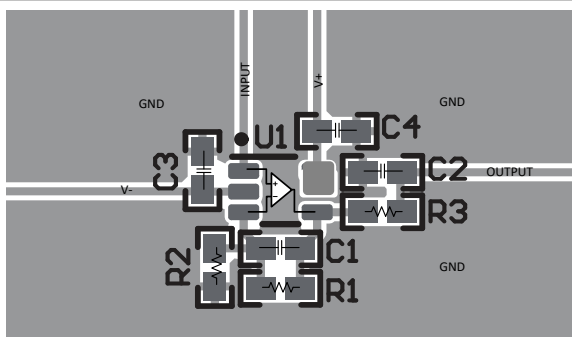 INPUT
V+
GND
GND
U1
C4
C3
C2
OUTPUT
V-
R3
R2
C1
GND
R1